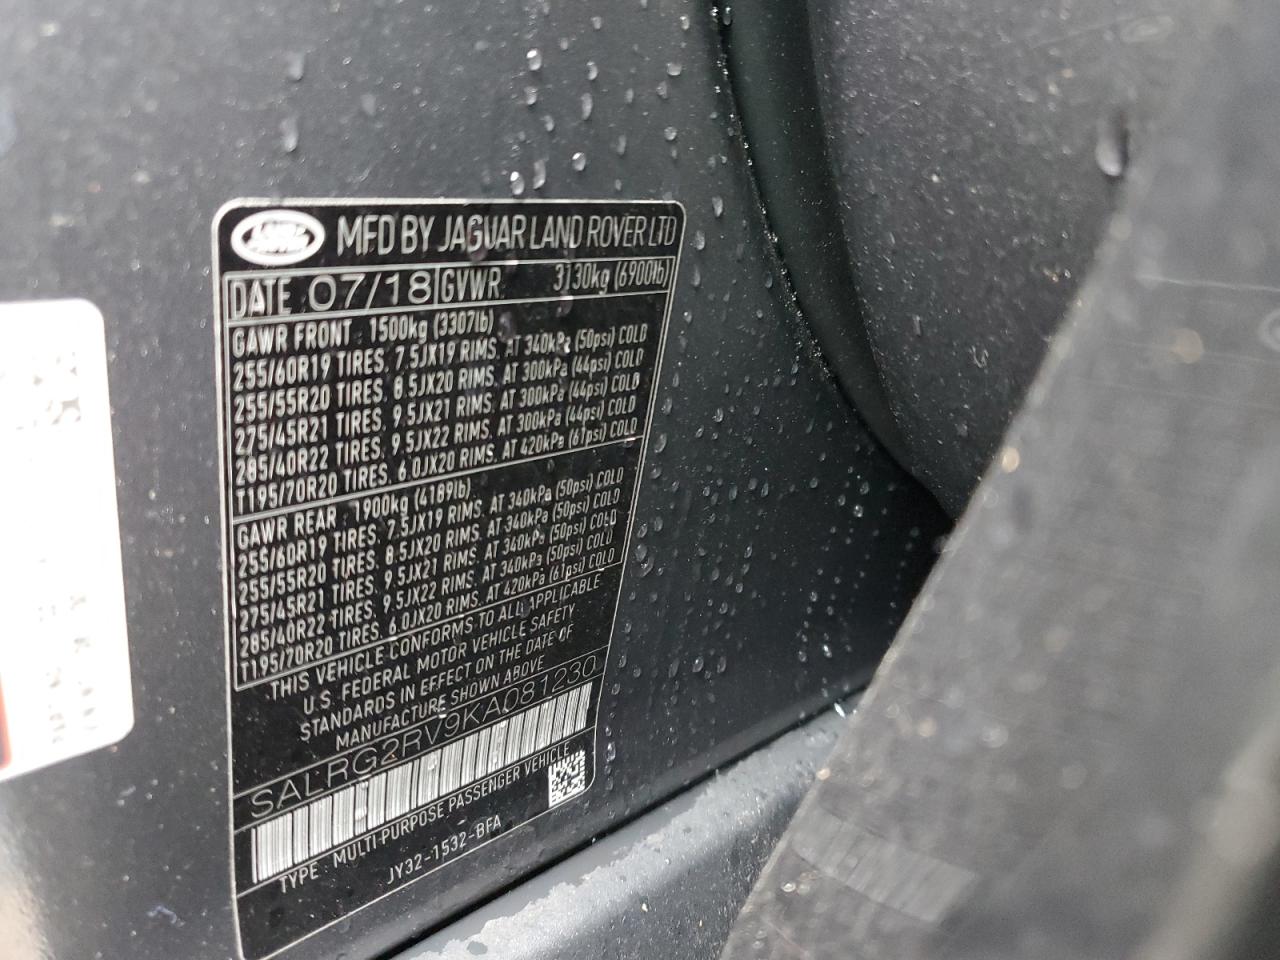 LAND ROVER
MFD BY JAGUAR LAND ROVER LTD
DATE 07/18 GVWR 3130kg (6900lb)
GAWR FRONT : 1500kg (3307lb)
255/60R19 TIRES, 7.5JX19 RIMS, AT 340kPa (50psi) COLD
255/55R20 TIRES, 8.5JX20 RIMS, AT 300kPa (44psi) COLD
275/45R21 TIRES, 9.5JX21 RIMS, AT 300kPa (44psi) COLD
285/40R22 TIRES, 9.5JX22 RIMS, AT 300kPa (44psi) COLD
T195/70R20 TIRES, 6.0JX20 RIMS, AT 420kPa (61psi) COLD
GAWR REAR : 1900kg (4189lb)
255/60R19 TIRES, 7.5JX19 RIMS, AT 340kPa (50psi) COLD
255/55R20 TIRES, 8.5JX20 RIMS, AT 340kPa (50psi) COLD
275/45R21 TIRES, 9.5JX21 RIMS, AT 340kPa (50psi) COLD
285/40R22 TIRES, 9.5JX22 RIMS, AT 340kPa (50psi) COLD
T195/70R20 TIRES, 6.0JX20 RIMS, AT 420kPa (61psi) COLD
THIS VEHICLE CONFORMS TO ALL APPLICABLE
U.S. FEDERAL MOTOR VEHICLE SAFETY
STANDARDS IN EFFECT ON THE DATE OF
MANUFACTURE SHOWN ABOVE
SALRG2RV9KA081230
TYPE : MULTI-PURPOSE PASSENGER VEHICLE
JY32-1532-BFA